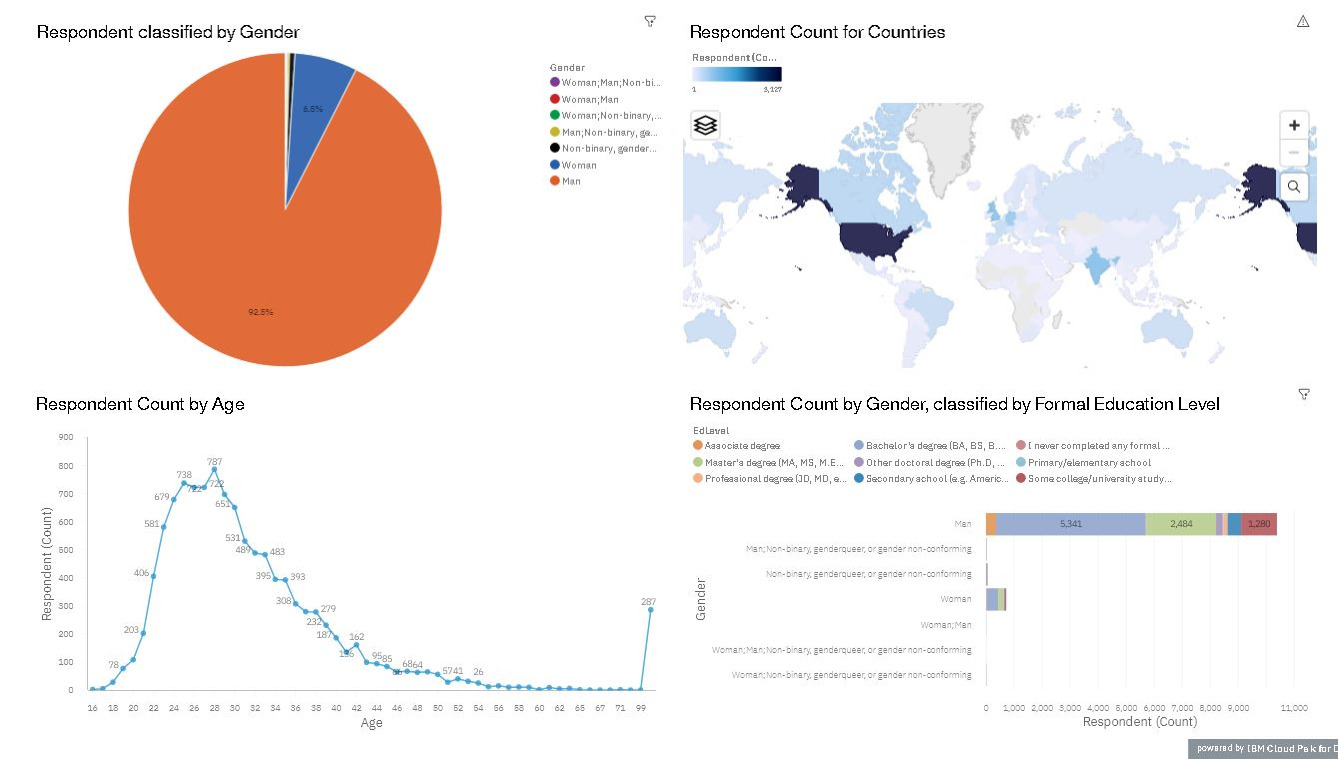 Respondent classified by Gender
Gender
Woman;Man;Non-bi...
Woman;Man
Woman;Non-binary,...
Man;Non-binary, ge...
Non-binary, gender...
Woman
Man
6.5%
92.5%
Respondent Count for Countries
Respondent (Co...
1 3,127
Respondent Count by Age
Respondent (Count)
900
800
700
600
500
400
300
200
100
0
78
203
406
581
679
738
722
787
722
651
531
489
483
395
393
308
279
232
187
136
162
95
85
66
68
64
57
41
26
287
16 18 20 22 24 26 28 30 32 34 36 38 40 42 44 46 48 50 52 54 56 58 60 62 65 67 71 99
Age
Respondent Count by Gender, classified by Formal Education Level
EdLevel
Associate degree
Bachelor's degree (BA, BS, B....
I never completed any formal ...
Master's degree (MA, MS, M.E...
Other doctoral degree (Ph.D, ...
Primary/elementary school
Professional degree (JD, MD, e...
Secondary school (e.g. Americ...
Some college/university study...
Gender
Man
5,341 2,484 1,280
Man;Non-binary, genderqueer, or gender non-conforming
Non-binary, genderqueer, or gender non-conforming
Woman
Woman;Man
Woman;Man;Non-binary, genderqueer, or gender non-conforming
Woman;Non-binary, genderqueer, or gender non-conforming
0 1,000 2,000 3,000 4,000 5,000 6,000 7,000 8,000 9,000 11,000
Respondent (Count)
powered by IBM Cloud Pak for D